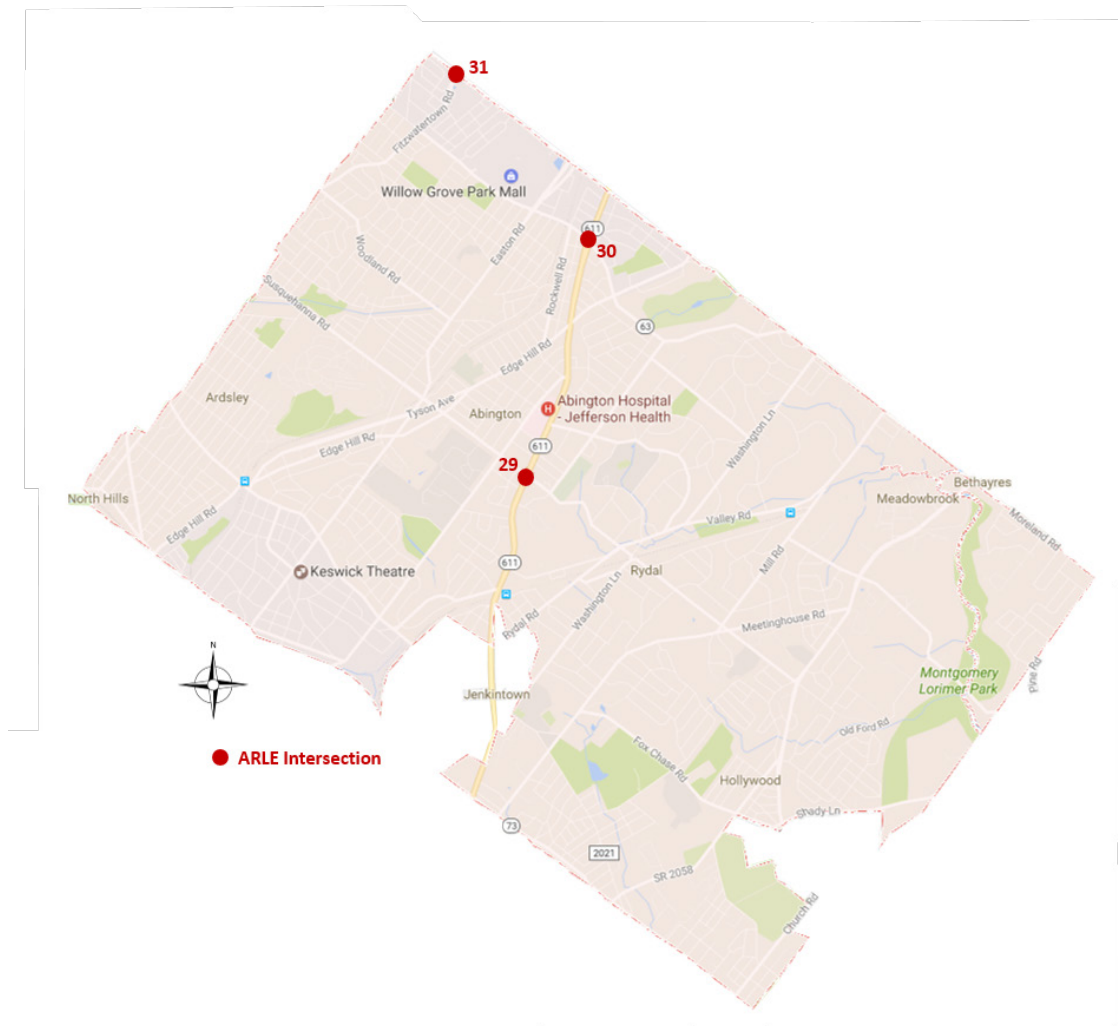 31
Fitzwatertown Rd
Willow Grove Park Mall
611
30
Easton Rd
Woodland Rd
Rockwell Rd
Susquehanna Rd
63
Edge Hill Rd
Ardsley
Tyson Ave
Abington
Abington Hospital
- Jefferson Health
Washington Ln
Edge Hill Rd
611
29
North Hills
Edge Hill Rd
Bethayres
Meadowbrook
Valley Rd
Moreland Rd
611
Keswick Theatre
Rydal
Mill Rd
Washington Ln
Rydal Rd
Meetinghouse Rd
N
Jenkintown
Montgomery
Lorimer Park
Pine Rd
Old Ford Rd
ARLE Intersection
Fox Chase Rd
Hollywood
Shady Ln
73
2021
SR 2058
Church Rd